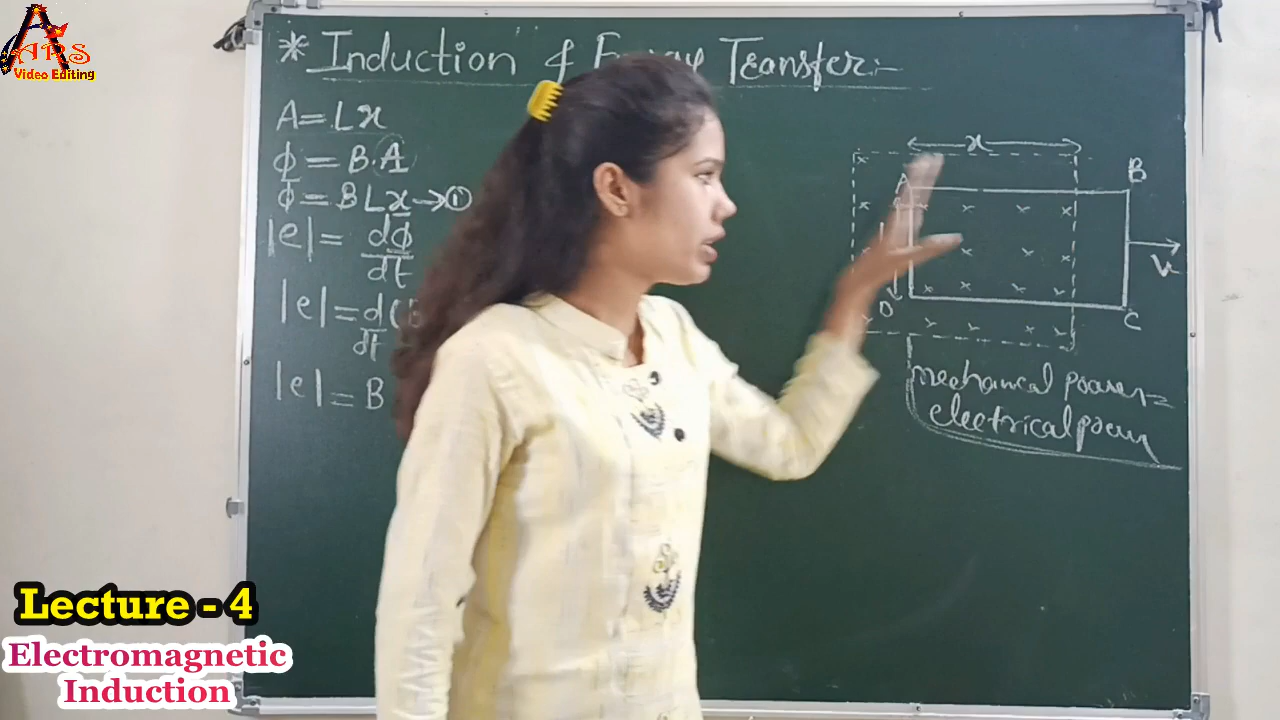 ARS
Video Editing
* Induction & Energy Transfer:-
A = Lx
ϕ = B.A
ϕ = BLx → ①
|e| = dϕ/dt
|e| = d(B
dt
|e| = B
x
A
B
D
C
v
mechanical power =
electrical power
Lecture - 4
Electromagnetic
Induction